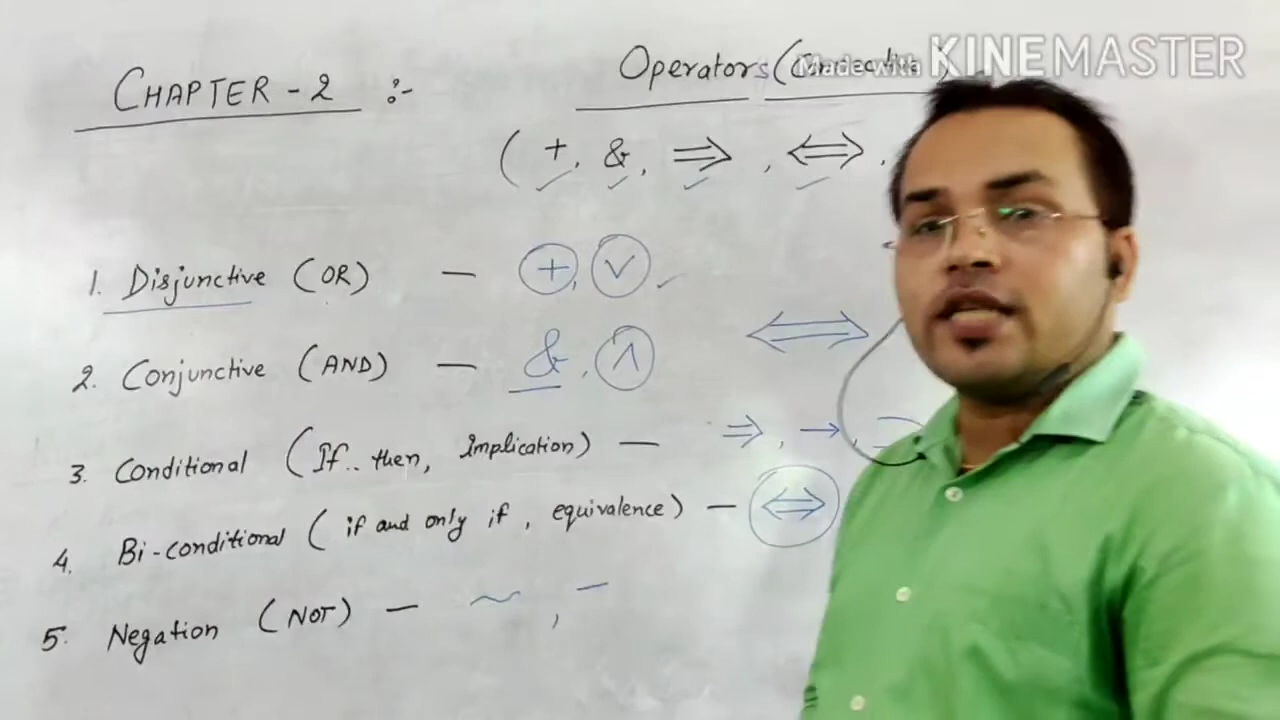 CHAPTER - 2 :- Operators (Connective)
Made with KINEMASTER
( +, &, ⇒, ⇔,
1. Disjunctive (OR) — +, ∨
2. Conjunctive (AND) — &, ∧
⇔
3. Conditional (If.. then, Implication) — ⇒, →, ⊃
4. Bi-conditional ( if and only if, equivalence) — ⇔
5. Negation (NOT) — ~, –